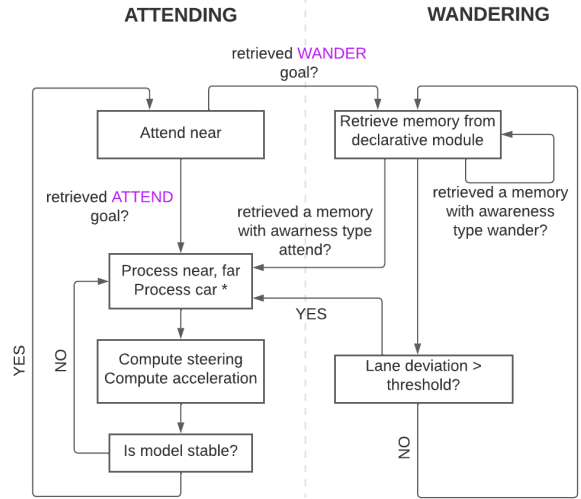 ATTENDING
WANDERING
retrieved WANDER
goal?
Attend near
Retrieve memory from
declarative module
retrieved ATTEND
goal?
retrieved a memory
with awarness type
attend?
retrieved a memory
with awareness
type wander?
Process near, far
Process car *
YES
Compute steering
Compute acceleration
Lane deviation >
threshold?
YES
NO
Is model stable?
NO